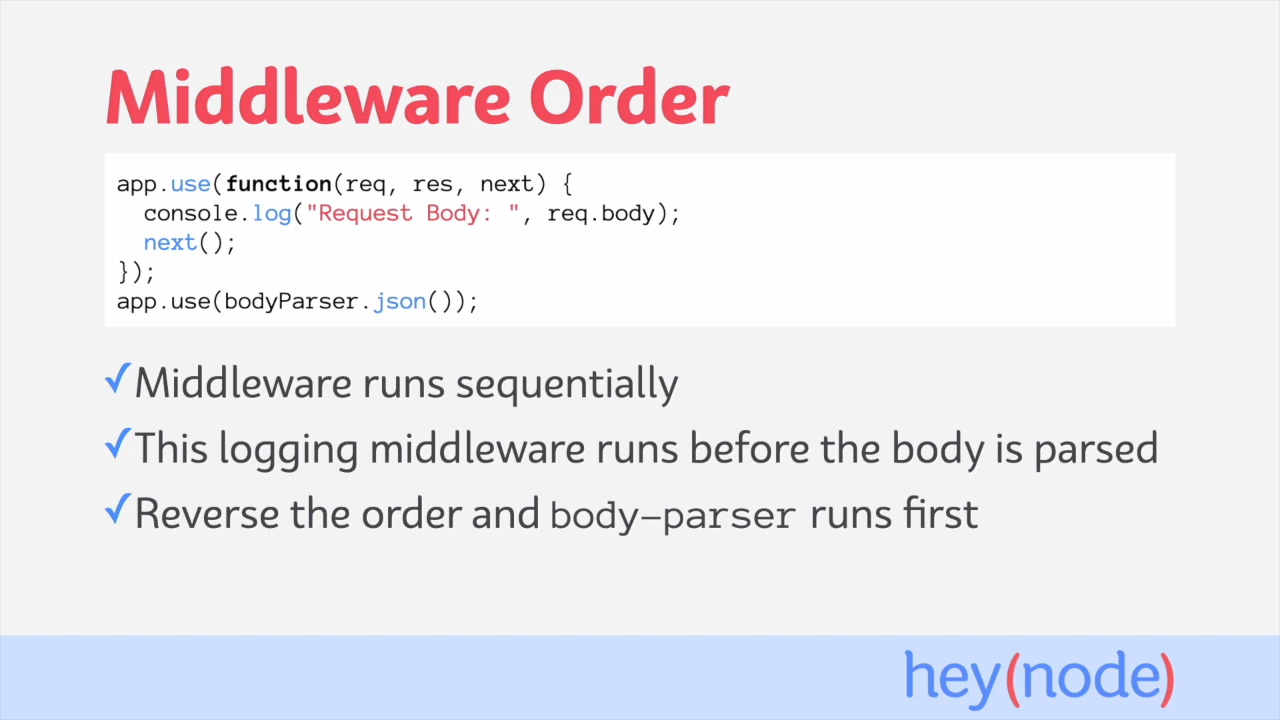 Middleware Order
app.use(function(req, res, next) {
  console.log("Request Body: ", req.body);
  next();
});
app.use(bodyParser.json());
✓Middleware runs sequentially
✓This logging middleware runs before the body is parsed
✓Reverse the order and body-parser runs first
hey(node)